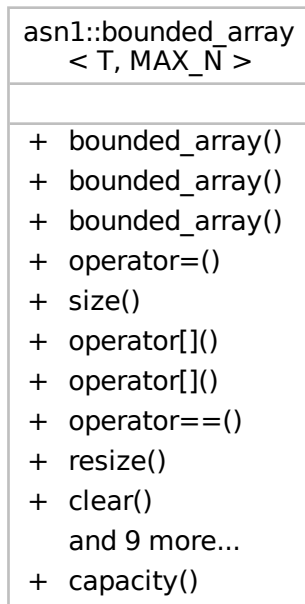 asn1::bounded_array
< T, MAX_N >
+ bounded_array()
+ bounded_array()
+ bounded_array()
+ operator=()
+ size()
+ operator[]()
+ operator[]()
+ operator==()
+ resize()
+ clear()
and 9 more...
+ capacity()